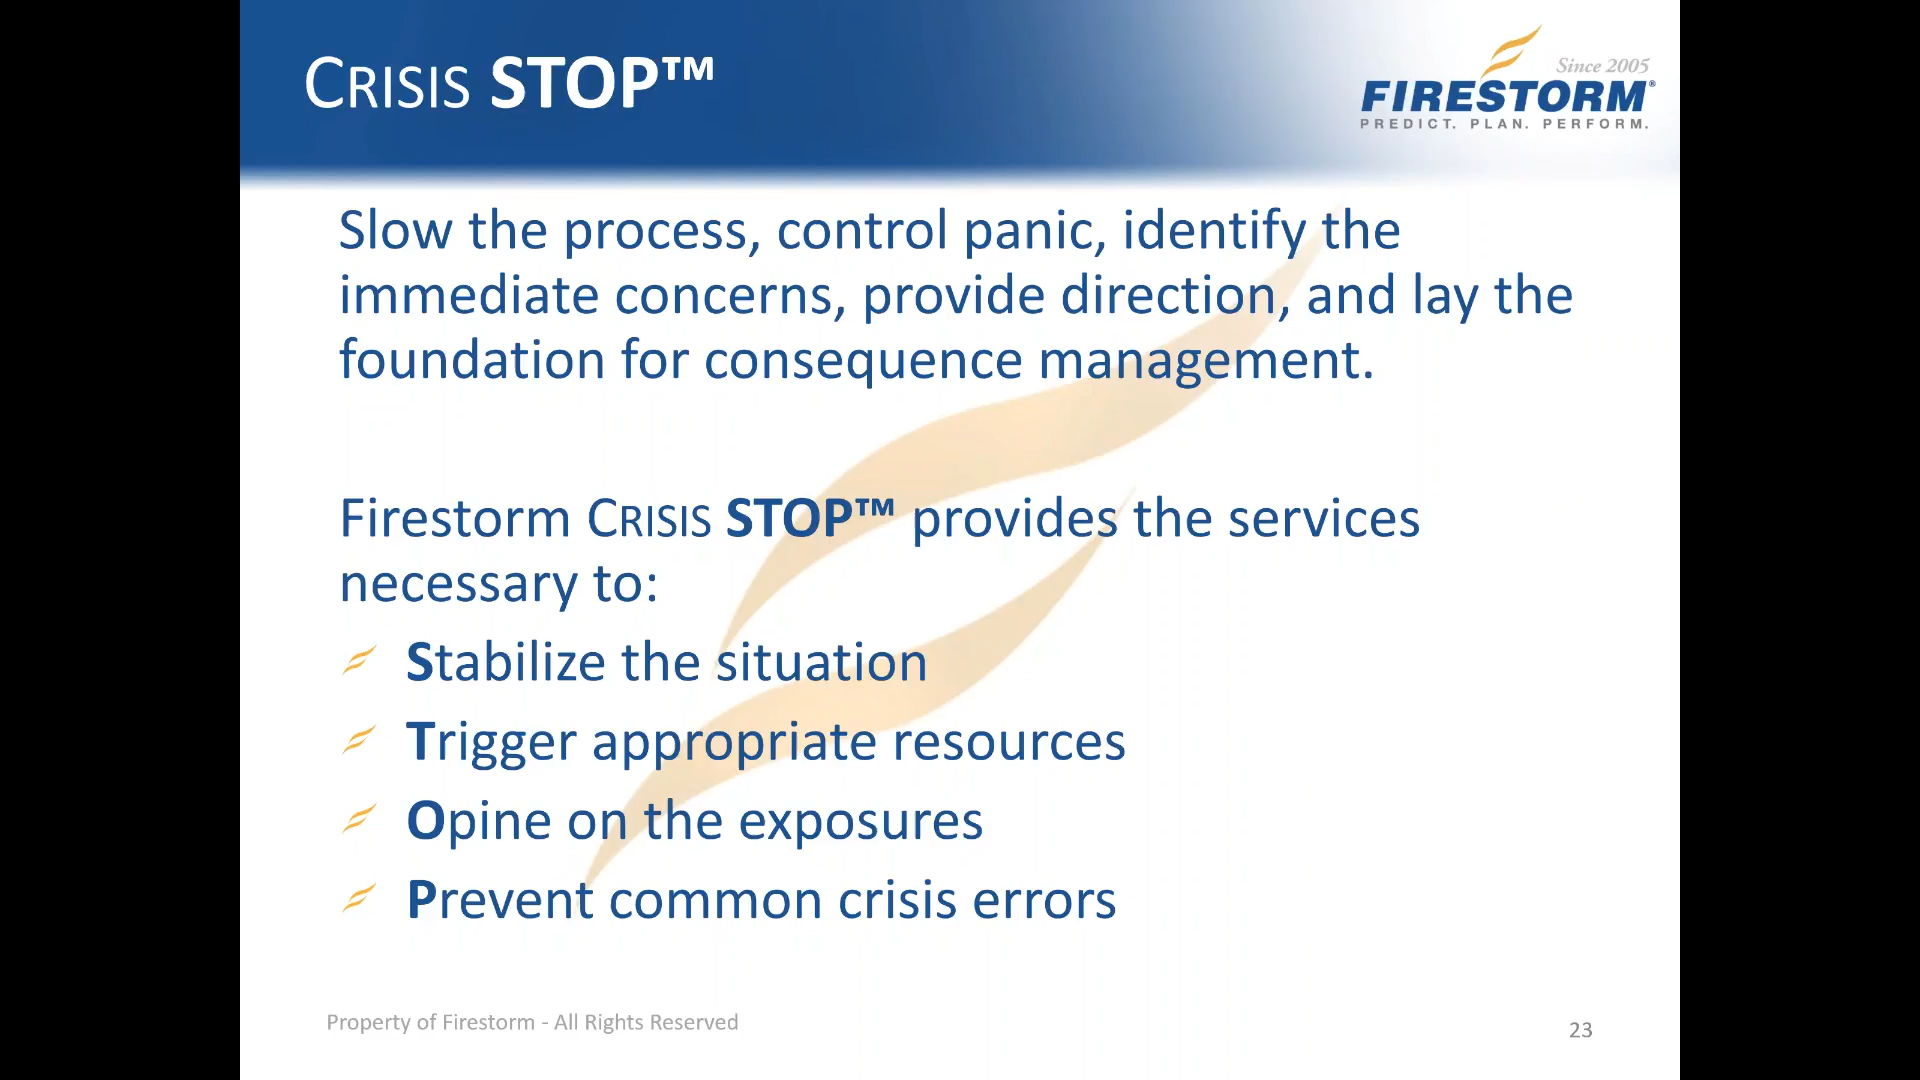 CRISIS STOP™
Since 2005
FIRESTORM®
PREDICT. PLAN. PERFORM.
Slow the process, control panic, identify the
immediate concerns, provide direction, and lay the
foundation for consequence management.
Firestorm CRISIS STOP™ provides the services
necessary to:
Stabilize the situation
Trigger appropriate resources
Opine on the exposures
Prevent common crisis errors
Property of Firestorm - All Rights Reserved
23